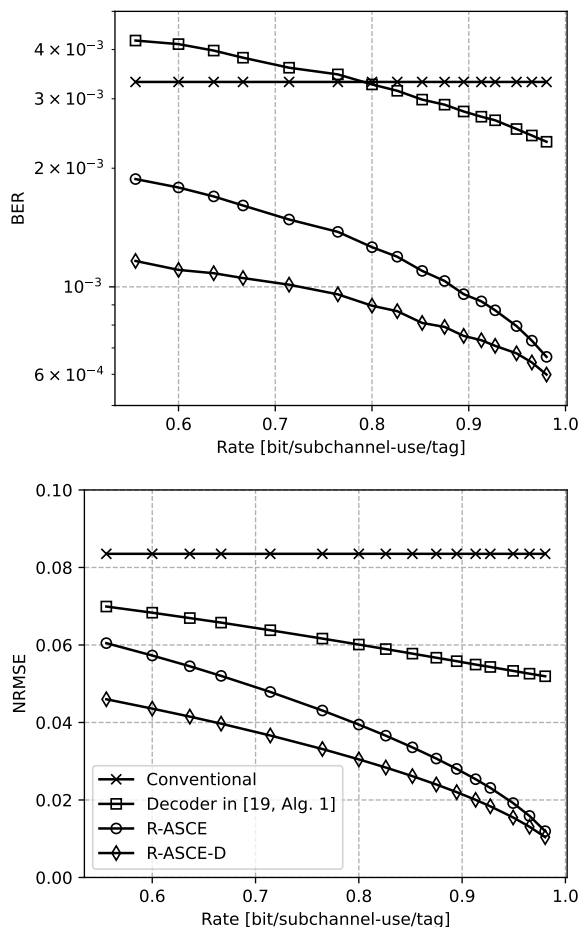 4 × 10⁻³
3 × 10⁻³
2 × 10⁻³
10⁻³
6 × 10⁻⁴
BER
0.6 0.7 0.8 0.9 1.0
Rate [bit/subchannel-use/tag]
0.10
0.08
0.06
0.04
0.02
0.00
NRMSE
Conventional
Decoder in [19, Alg. 1]
R-ASCE
R-ASCE-D
0.6 0.7 0.8 0.9 1.0
Rate [bit/subchannel-use/tag]